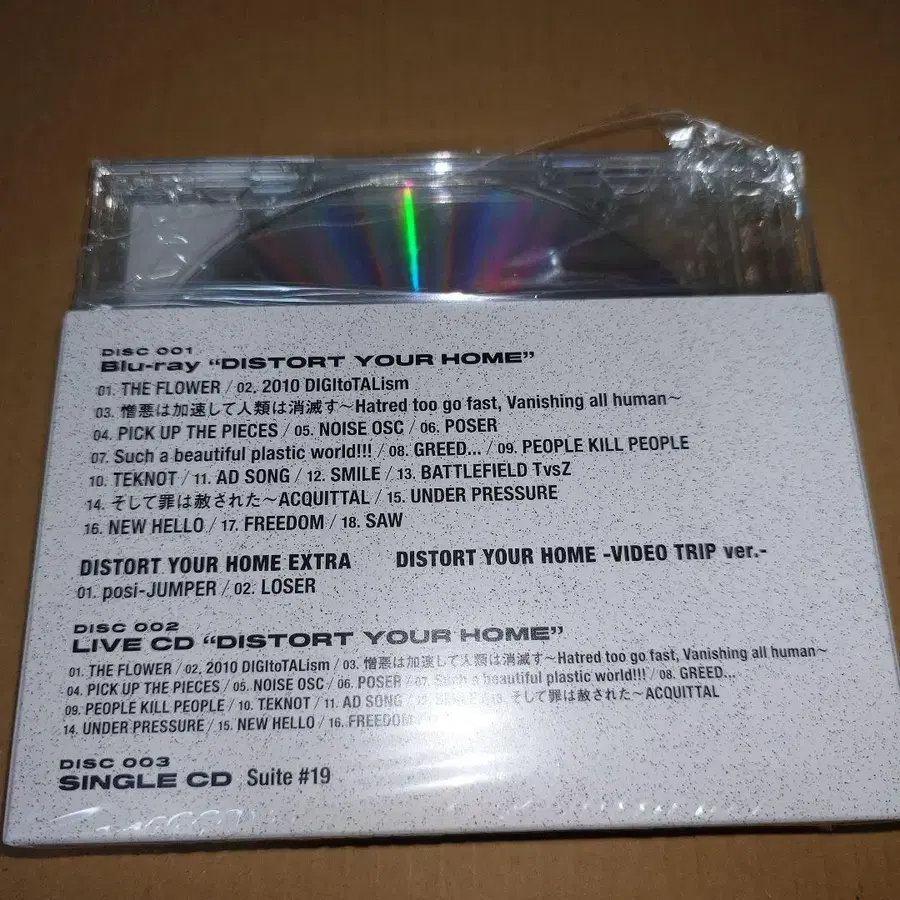 DISC 001
Blu-ray “DISTORT YOUR HOME”
01. THE FLOWER / 02. 2010 DIGItoTALism
03. 憎悪は加速して人類は消滅す〜Hatred too go fast, Vanishing all human〜
04. PICK UP THE PIECES / 05. NOISE OSC / 06. POSER
07. Such a beautiful plastic world!!! / 08. GREED... / 09. PEOPLE KILL PEOPLE
10. TEKNOT / 11. AD SONG / 12. SMILE / 13. BATTLEFIELD TvsZ
14. そして罪は赦された〜ACQUITTAL / 15. UNDER PRESSURE
16. NEW HELLO / 17. FREEDOM / 18. SAW
DISTORT YOUR HOME EXTRA DISTORT YOUR HOME -VIDEO TRIP ver.-
01. posi-JUMPER / 02. LOSER
DISC 002
LIVE CD “DISTORT YOUR HOME”
01. THE FLOWER / 02. 2010 DIGItoTALism / 03. 憎悪は加速して人類は消滅す〜Hatred too go fast, Vanishing all human〜
04. PICK UP THE PIECES / 05. NOISE OSC / 06. POSER / 07. Such a beautiful plastic world!!! / 08. GREED...
09. PEOPLE KILL PEOPLE / 10. TEKNOT / 11. AD SONG / 12. SMILE / 13. そして罪は赦された〜ACQUITTAL
14. UNDER PRESSURE / 15. NEW HELLO / 16. FREEDOM
DISC 003
SINGLE CD Suite #19